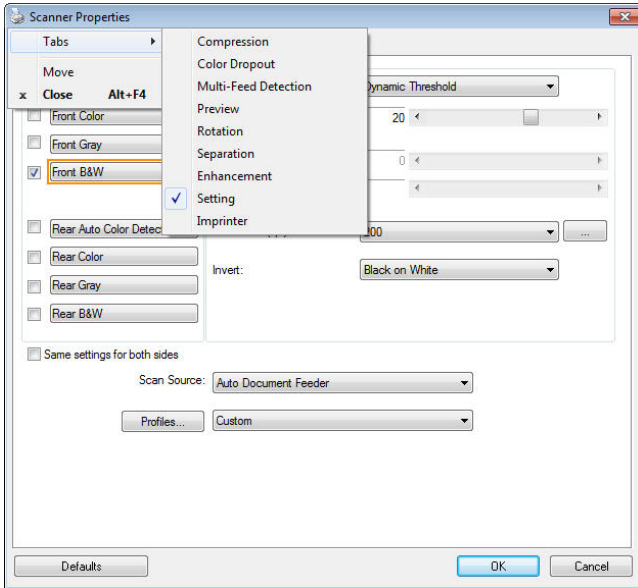 Scanner Properties
Tabs
Move
x Close Alt+F4
Compression
Color Dropout
Multi-Feed Detection
Preview
Rotation
Separation
Enhancement
Setting
Imprinter
Dynamic Threshold
Front Color
20
Front Gray
0
Front B&W
Rear Auto Color Detec
200
...
Rear Color
Invert:
Black on White
Rear Gray
Rear B&W
Same settings for both sides
Scan Source:
Auto Document Feeder
Profiles...
Custom
Defaults
OK
Cancel